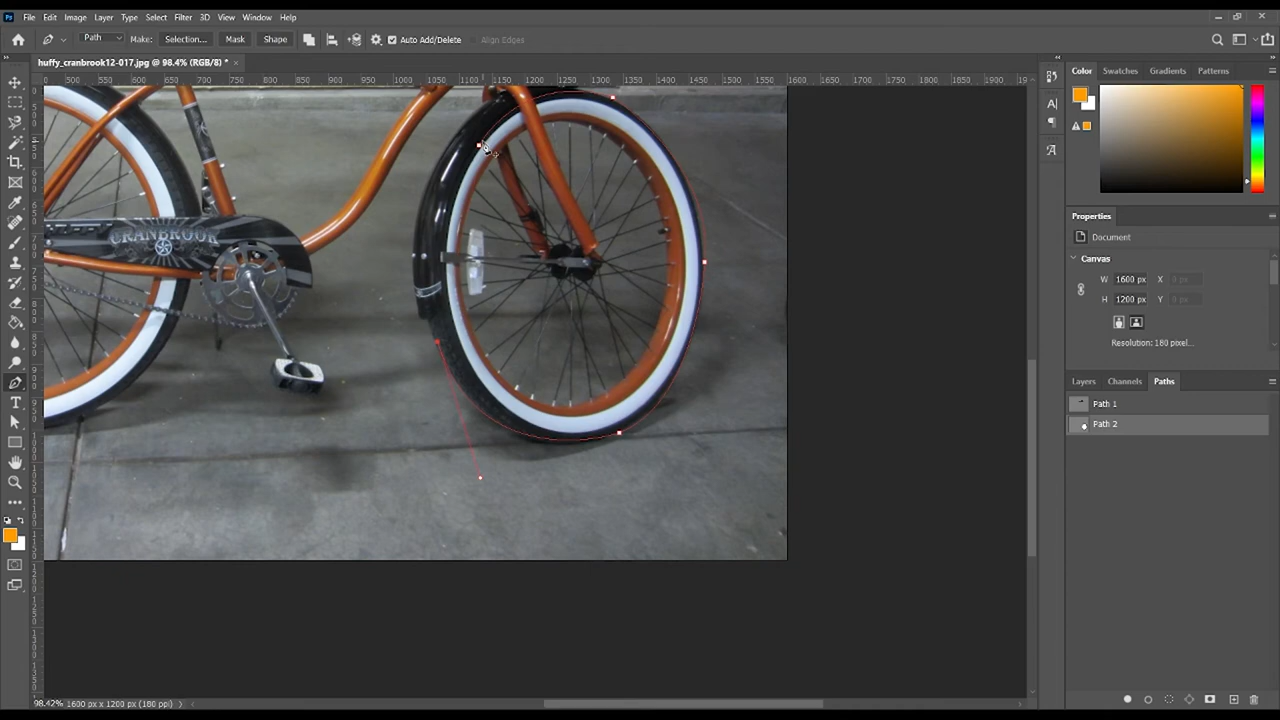 File Edit Image Layer Type Select Filter 3D View Window Help
Path Make: Selection... Mask Shape Auto Add/Delete Align Edges
huffy_cranbrook12-017.jpg @ 98.4% (RGB/8) * ×
500 550 600 650 700 750 800 850 900 950 1000 1050 1100 1150 1200 1250 1300 1350 1400 1450 1500 1550 1600 1650 1700 1750 1800 1850
Color Swatches Gradients Patterns
Properties
Document
Canvas
W 1600 px X 0 px
H 1200 px Y 0 px
Resolution: 180 pixel...
Layers Channels Paths
Path 1
Path 2
CRANBROOK
98.42% 1600 px x 1200 px (180 ppi)